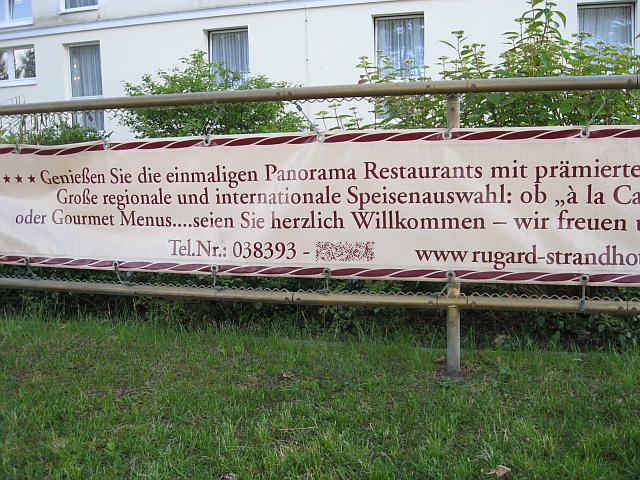 ★★★ Genießen Sie die einmaligen Panorama Restaurants mit prämierte
Große regionale und internationale Speisenauswahl: ob „à la Ca
oder Gourmet Menus....seien Sie herzlich Willkommen – wir freuen
Tel.Nr.: 038393 - www.rugard-strandho